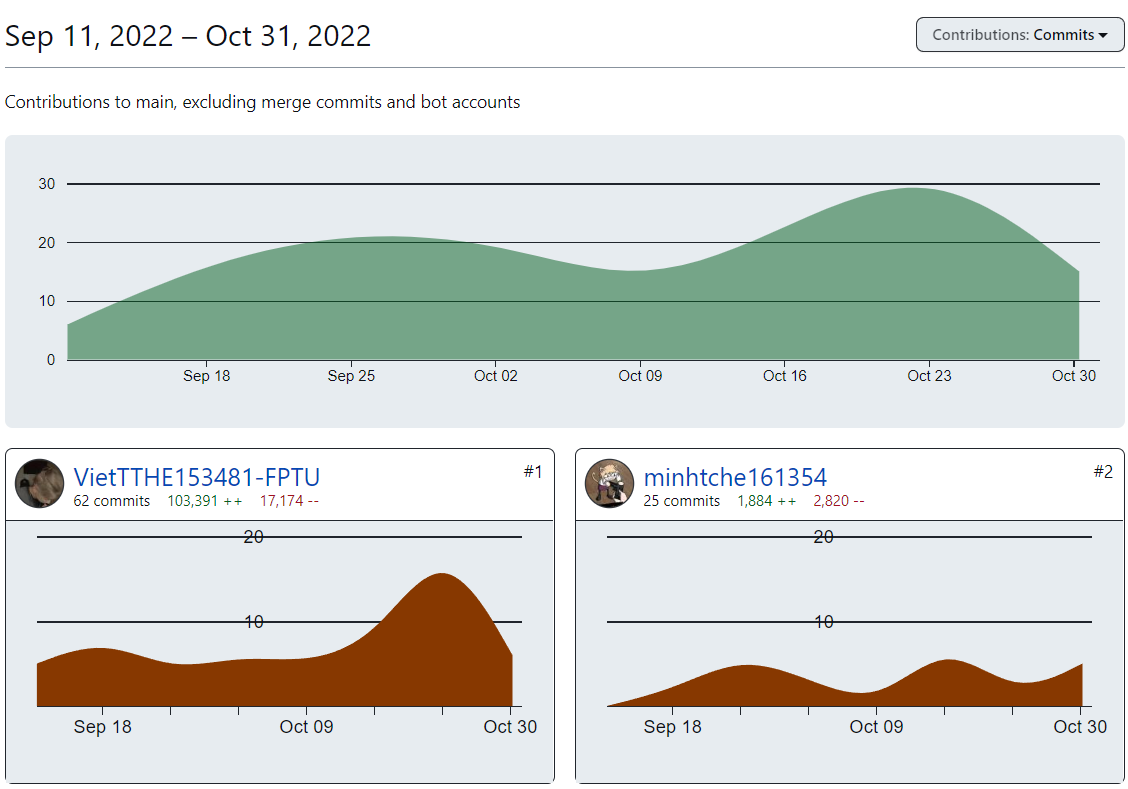 Sep 11, 2022 – Oct 31, 2022
Contributions: Commits
Contributions to main, excluding merge commits and bot accounts
30
20
10
0
Sep 18 Sep 25 Oct 02 Oct 09 Oct 16 Oct 23 Oct 30
VietTTHE153481-FPTU #1
62 commits 103,391 ++ 17,174 --
20
10
Sep 18 Oct 09 Oct 30
minhtche161354 #2
25 commits 1,884 ++ 2,820 --
20
10
Sep 18 Oct 09 Oct 30